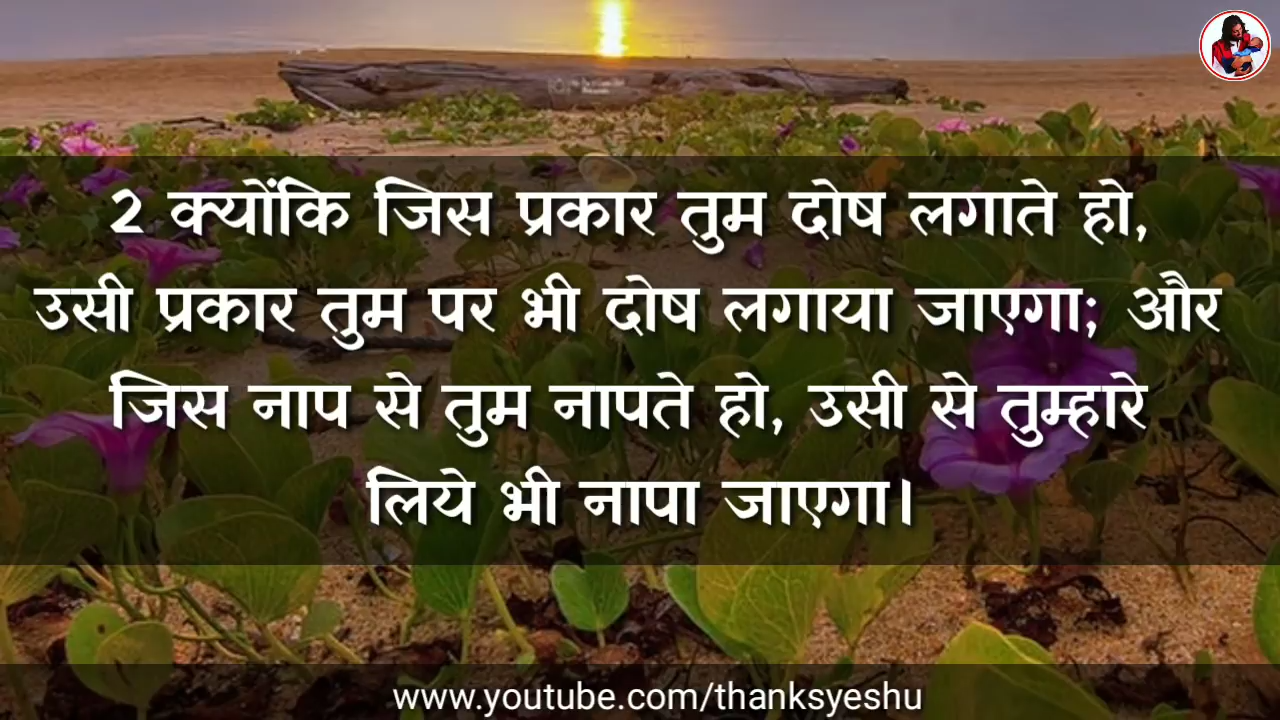 2 क्योंकि जिस प्रकार तुम दोष लगाते हो,
उसी प्रकार तुम पर भी दोष लगाया जाएगा; और
जिस नाप से तुम नापते हो, उसी से तुम्हारे
लिये भी नापा जाएगा।
www.youtube.com/thanksyeshu